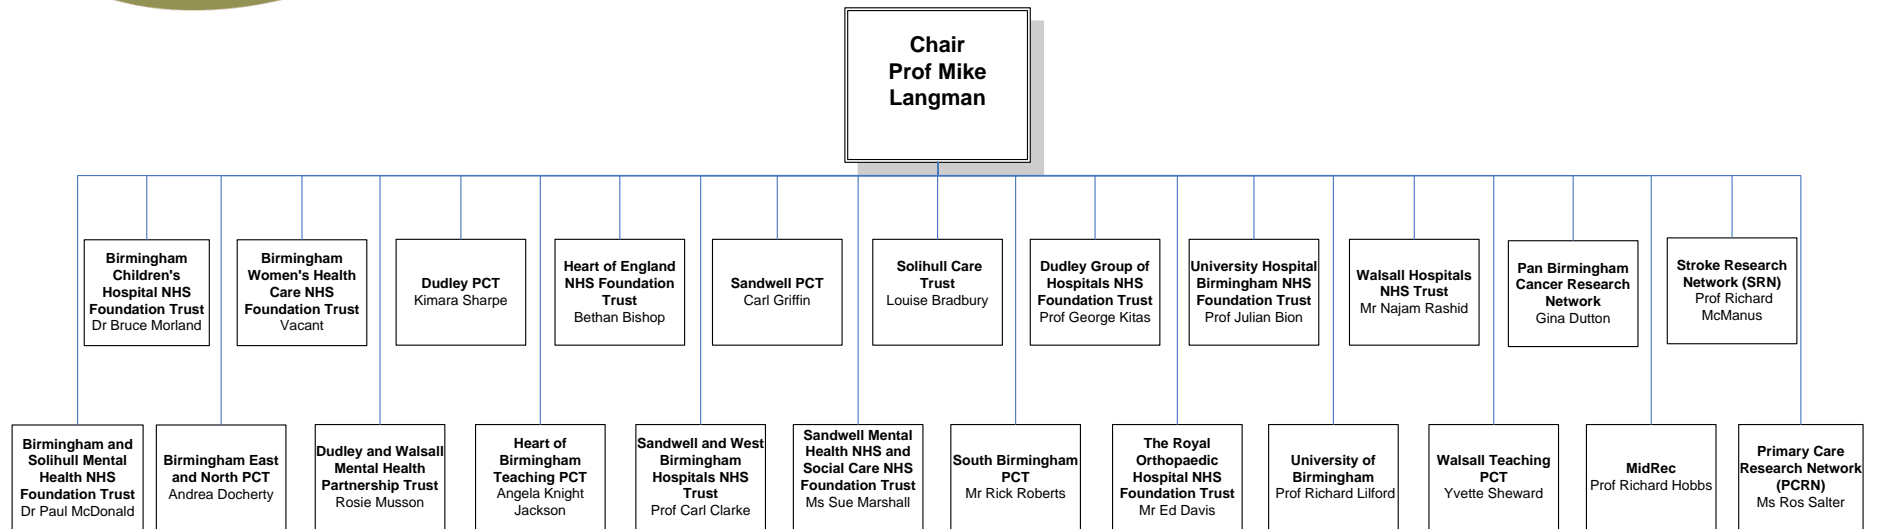 Chair
Prof Mike
Langman
Birmingham
Children's
Hospital NHS
Foundation Trust
Dr Bruce Morland
Birmingham
Women's Health
Care NHS
Foundation Trust
Vacant
Dudley PCT
Kimara Sharpe
Heart of England
NHS Foundation
Trust
Bethan Bishop
Sandwell PCT
Carl Griffin
Solihull Care
Trust
Louise Bradbury
Dudley Group of
Hospitals NHS
Foundation Trust
Prof George Kitas
University Hospital
Birmingham NHS
Foundation Trust
Prof Julian Bion
Walsall Hospitals
NHS Trust
Mr Najam Rashid
Pan Birmingham
Cancer Research
Network
Gina Dutton
Stroke Research
Network (SRN)
Prof Richard
McManus
Birmingham and
Solihull Mental
Health NHS
Foundation Trust
Dr Paul McDonald
Birmingham East
and North PCT
Andrea Docherty
Dudley and Walsall
Mental Health
Partnership Trust
Rosie Musson
Heart of
Birmingham
Teaching PCT
Angela Knight
Jackson
Sandwell and West
Birmingham
Hospitals NHS
Trust
Prof Carl Clarke
Sandwell Mental
Health NHS and
Social Care NHS
Foundation Trust
Ms Sue Marshall
South Birmingham
PCT
Mr Rick Roberts
The Royal
Orthopaedic
Hospital NHS
Foundation Trust
Mr Ed Davis
University of
Birmingham
Prof Richard Lilford
Walsall Teaching
PCT
Yvette Sheward
MidRec
Prof Richard Hobbs
Primary Care
Research Network
(PCRN)
Ms Ros Salter